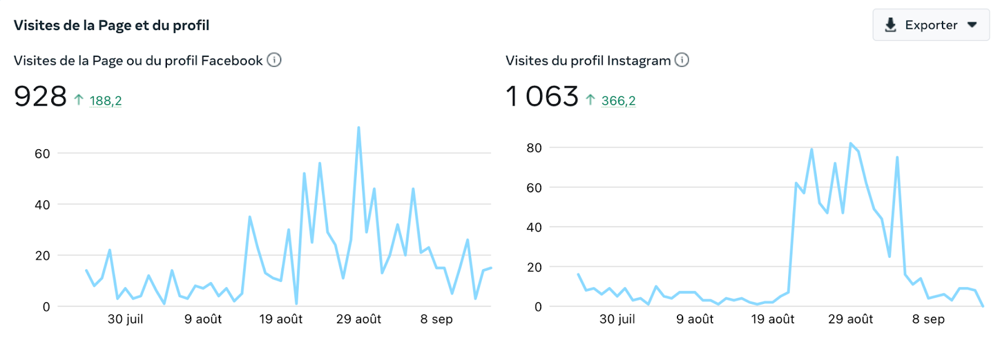 Visites de la Page et du profil
Exporter
Visites de la Page ou du profil Facebook
928 ↑ 188,2
60
40
20
0
30 juil 9 août 19 août 29 août 8 sep
Visites du profil Instagram
1 063 ↑ 366,2
80
60
40
20
0
30 juil 9 août 19 août 29 août 8 sep